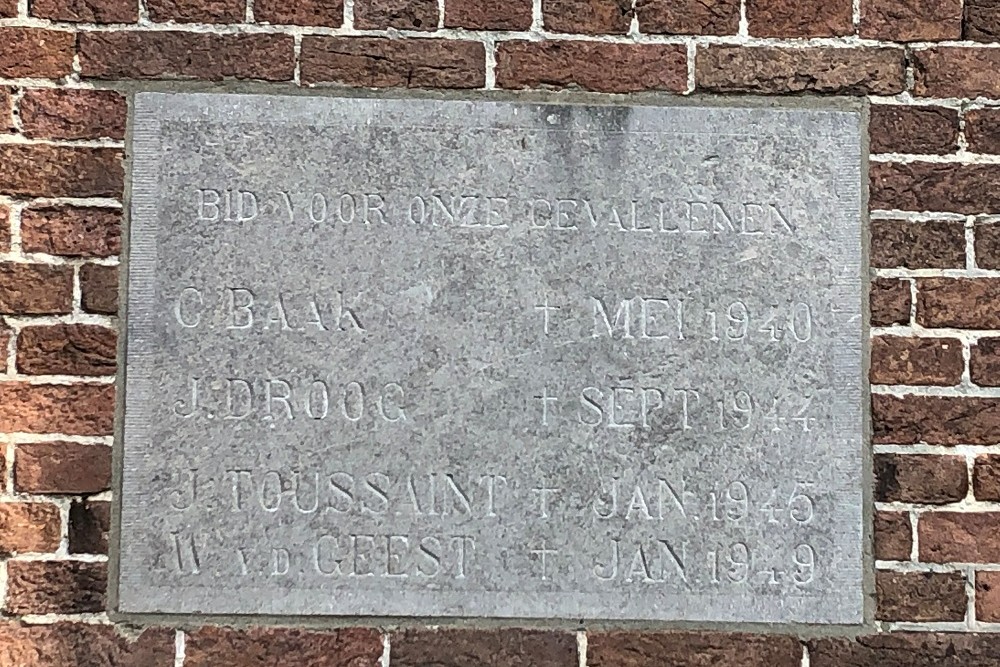 BID VOOR ONZE GEVALLENEN
C. BAAK † MEI 1940
J. DROOG † SEPT 1944
J. TOUSSAINT † JAN. 1945
W. V.D. GEEST † JAN 1949